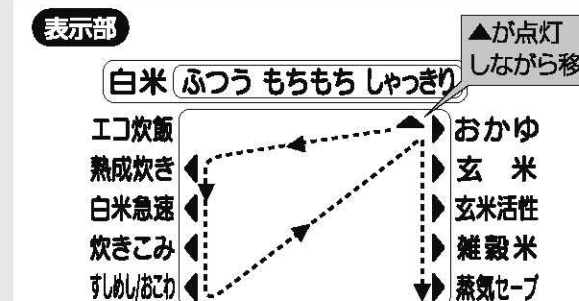 表示部
▲が点灯
しながら移
白米 ふつう もちもち しゃっきり
エコ炊飯
熟成炊き
白米急速
炊きこみ
すしめし/おこわ
おかゆ
玄 米
玄米活性
雑穀米
蒸気セーブ